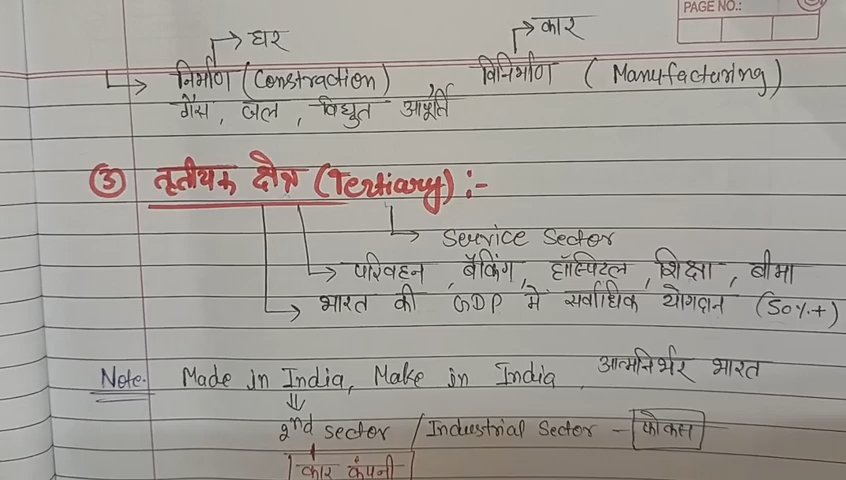 PAGE NO.:
घर
कार
निर्माण (Constraction) विनिर्माण (Manufacturing)
गैस, जल, विद्युत आपूर्ति
③ तृतीयक क्षेत्र (Tertiary) :-
Service Sector
परिवहन, बैंकिंग, हॉस्पिटल, शिक्षा, बीमा
भारत की GDP में सर्वाधिक योगदान (50%+)
Note. Made in India, Make in India, आत्मनिर्भर भारत
2nd sector / Industrial Sector - फोकस
कार कंपनी